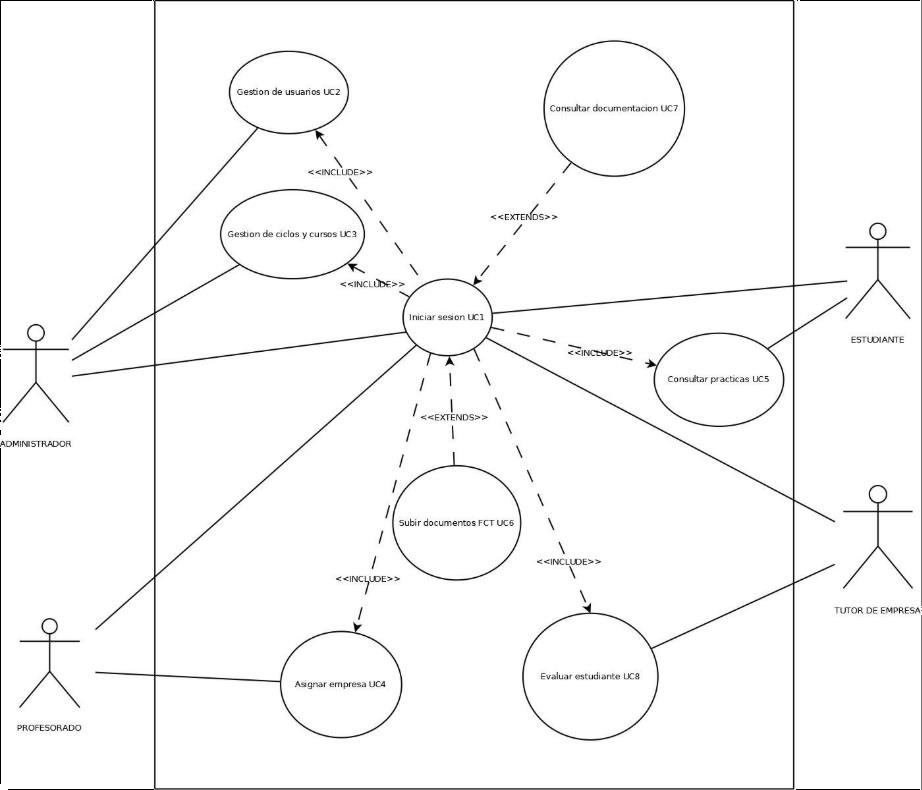 Gestion de usuarios UC2
Consultar documentacion UC7
<<INCLUDE>>
<<EXTENDS>>
Gestion de ciclos y cursos UC3
<<INCLUDE>>
Iniciar sesion UC1
ESTUDIANTE
<<INCLUDE>>
Consultar practicas UC5
ADMINISTRADOR
<<EXTENDS>>
Subir documentos FCT UC6
<<INCLUDE>>
<<INCLUDE>>
TUTOR DE EMPRESA
Asignar empresa UC4
Evaluar estudiante UC8
PROFESORADO